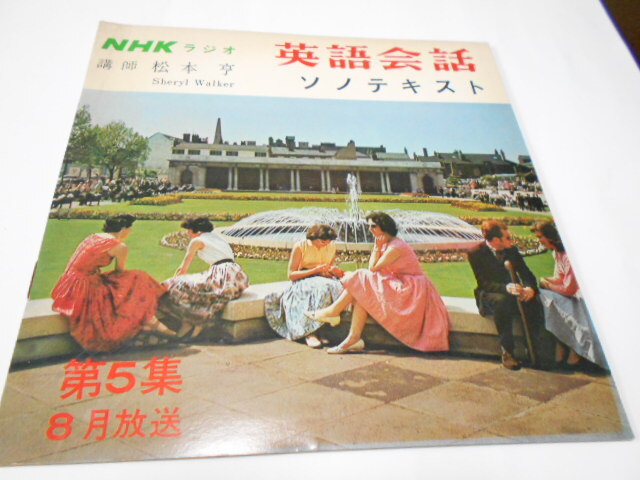 NHK ラジオ
英語会話
講師 松本 亨
Sheryl Walker
ソノテキスト
第5集
8月放送